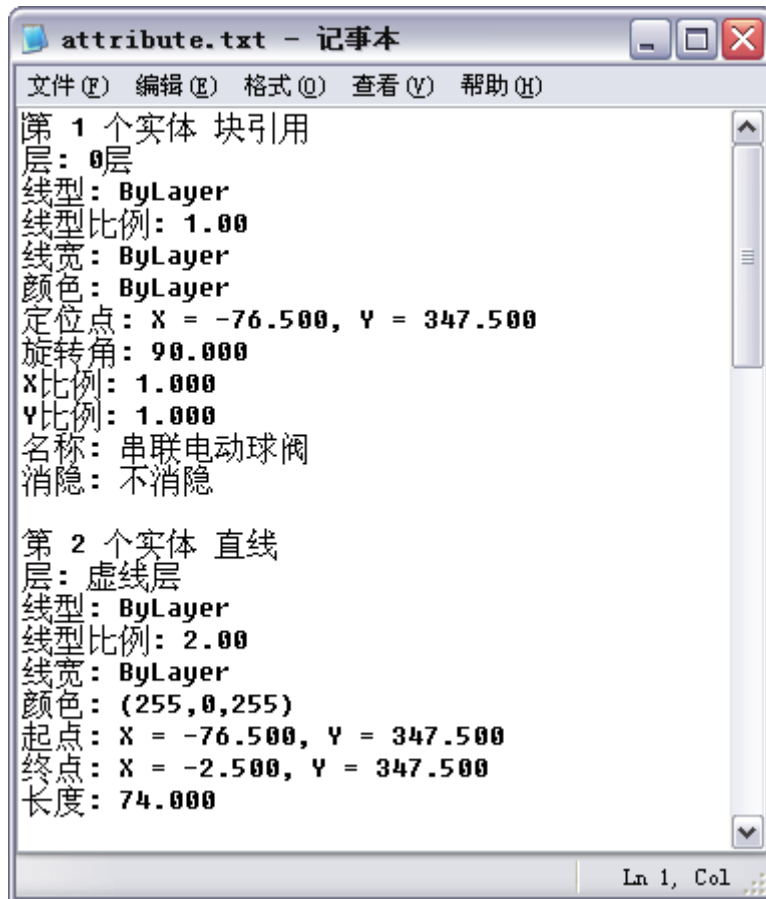 attribute.txt - 记事本
文件(F) 编辑(E) 格式(O) 查看(V) 帮助(H)
第 1 个实体 块引用
层: 0层
线型: ByLayer
线型比例: 1.00
线宽: ByLayer
颜色: ByLayer
定位点: X = -76.500, Y = 347.500
旋转角: 90.000
X比例: 1.000
Y比例: 1.000
名称: 串联电动球阀
消隐: 不消隐
第 2 个实体 直线
层: 虚线层
线型: ByLayer
线型比例: 2.00
线宽: ByLayer
颜色: (255,0,255)
起点: X = -76.500, Y = 347.500
终点: X = -2.500, Y = 347.500
长度: 74.000
Ln 1, Col